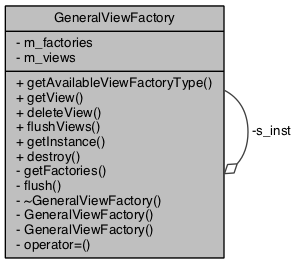 GeneralViewFactory
- m_factories
- m_views
+ getAvailableViewFactoryType()
+ getView()
+ deleteView()
+ flushViews()
+ getInstance()
+ destroy()
- getFactories()
- flush()
- ~GeneralViewFactory()
- GeneralViewFactory()
- GeneralViewFactory()
- operator=()
-s_inst